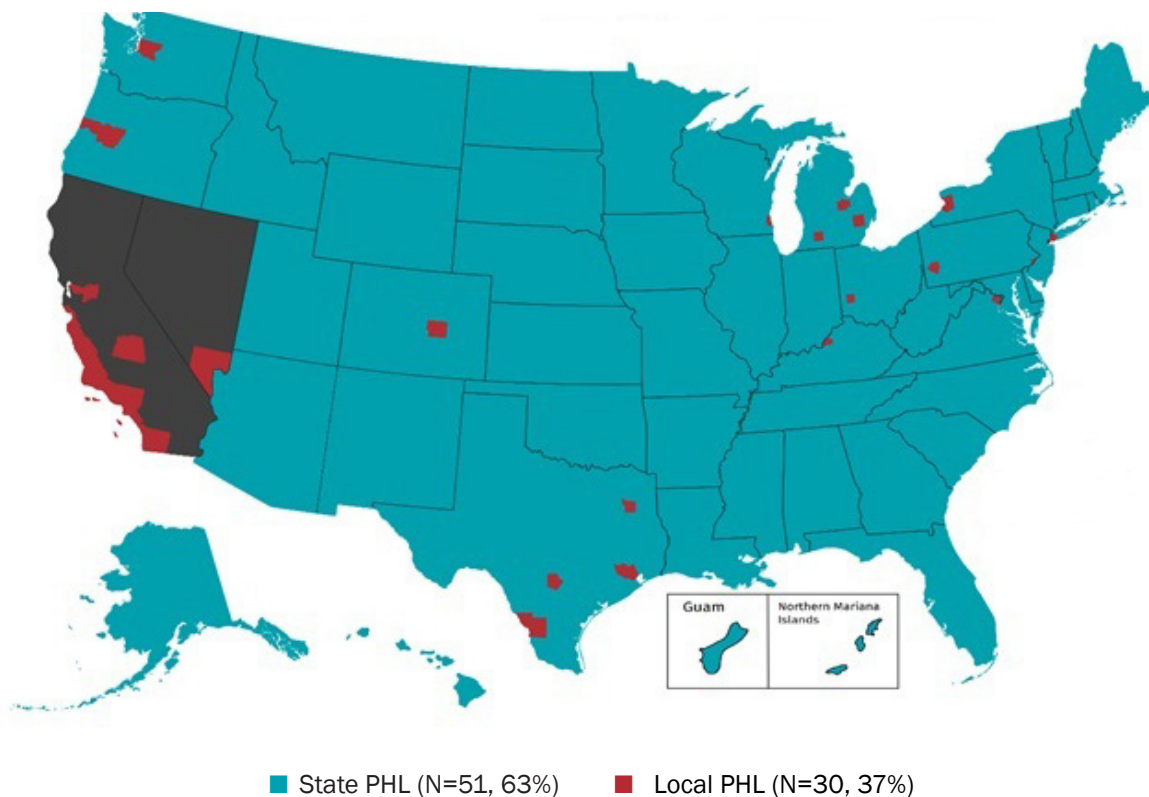 Guam
Northern Mariana
Islands
State PHL (N=51, 63%)
Local PHL (N=30, 37%)